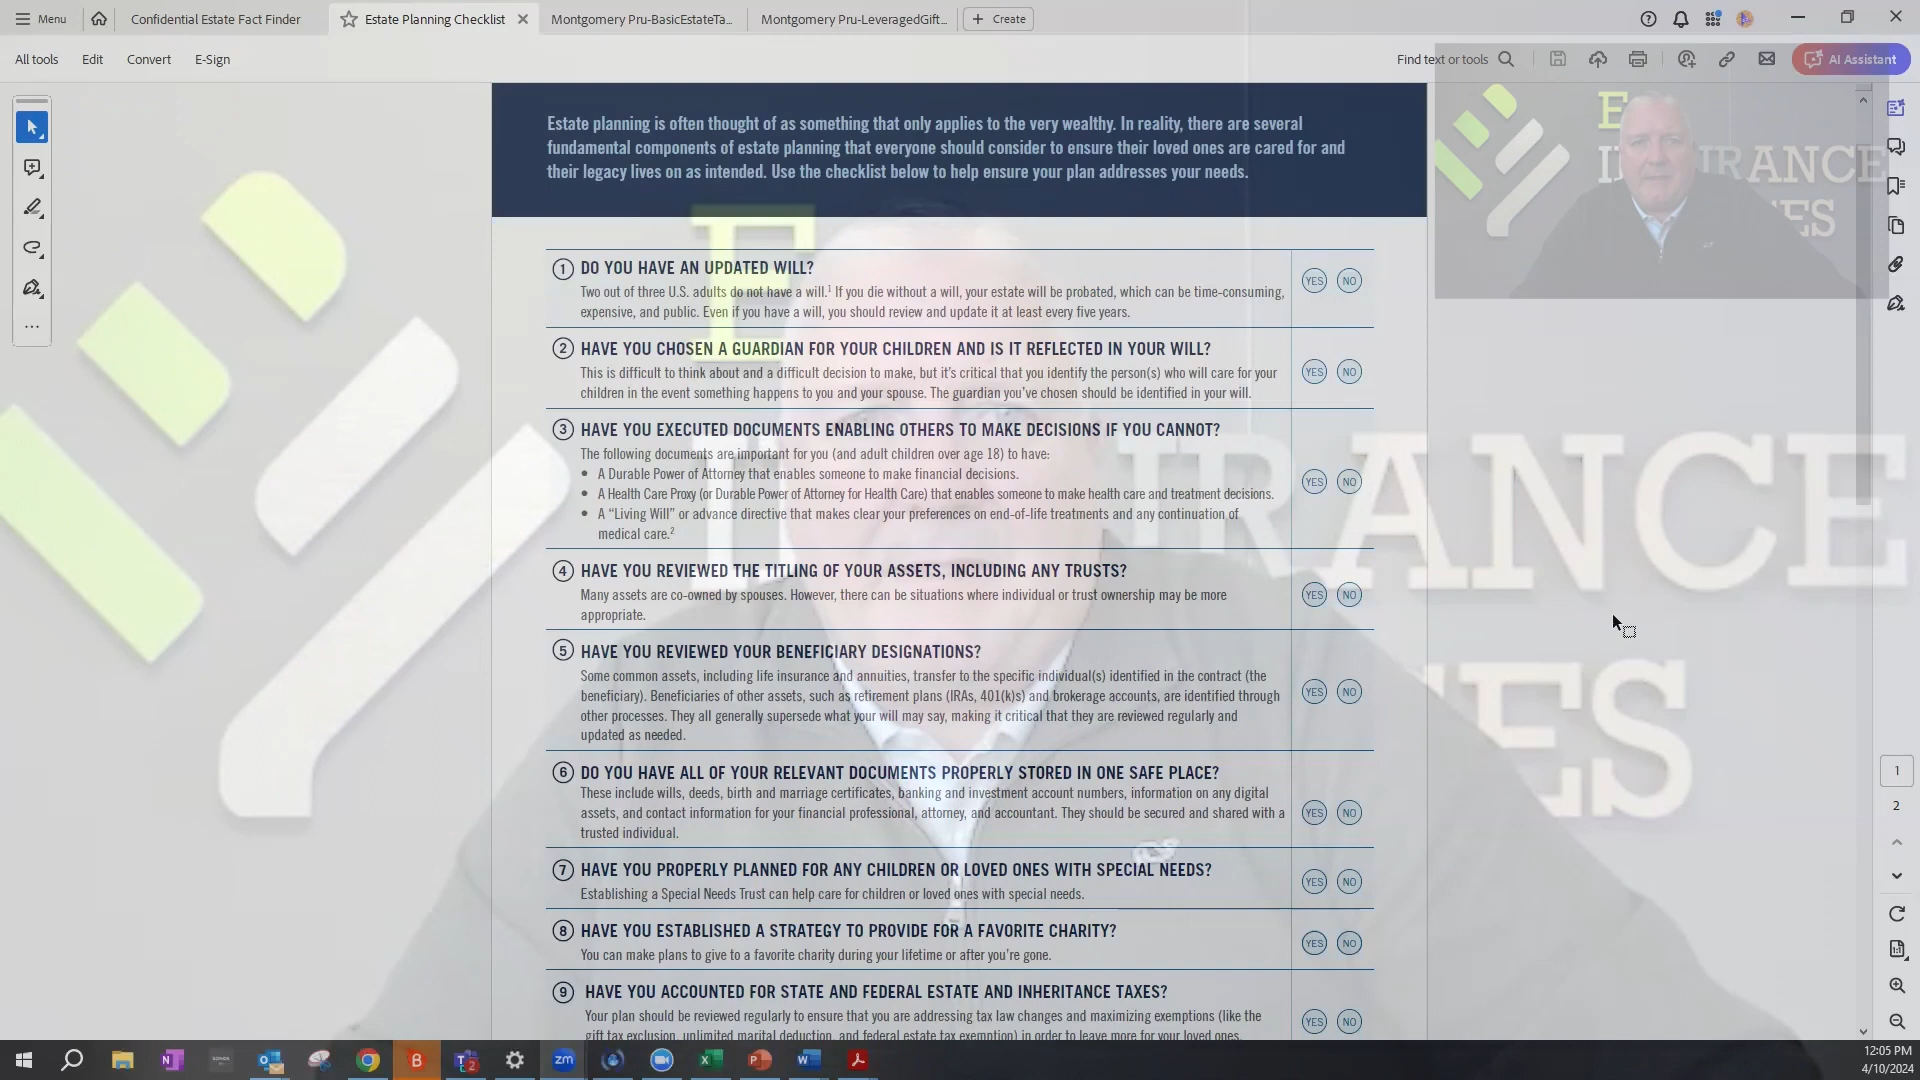 Menu
Confidential Estate Fact Finder
Estate Planning Checklist
Montgomery Pru-BasicEstateTa...
Montgomery Pru-LeveragedGift...
Create
All tools
Edit
Convert
E-Sign
Find text or tools
AI Assistant
Estate planning is often thought of as something that only applies to the very wealthy. In reality, there are several
fundamental components of estate planning that everyone should consider to ensure their loved ones are cared for and
their legacy lives on as intended. Use the checklist below to help ensure your plan addresses your needs.
1 DO YOU HAVE AN UPDATED WILL?
Two out of three U.S. adults do not have a will.¹ If you die without a will, your estate will be probated, which can be time-consuming,
expensive, and public. Even if you have a will, you should review and update it at least every five years.
YES NO
2 HAVE YOU CHOSEN A GUARDIAN FOR YOUR CHILDREN AND IS IT REFLECTED IN YOUR WILL?
This is difficult to think about and a difficult decision to make, but it's critical that you identify the person(s) who will care for your
children in the event something happens to you and your spouse. The guardian you've chosen should be identified in your will.
YES NO
3 HAVE YOU EXECUTED DOCUMENTS ENABLING OTHERS TO MAKE DECISIONS IF YOU CANNOT?
The following documents are important for you (and adult children over age 18) to have:
• A Durable Power of Attorney that enables someone to make financial decisions.
• A Health Care Proxy (or Durable Power of Attorney for Health Care) that enables someone to make health care and treatment decisions.
• A “Living Will” or advance directive that makes clear your preferences on end-of-life treatments and any continuation of
medical care.²
YES NO
4 HAVE YOU REVIEWED THE TITLING OF YOUR ASSETS, INCLUDING ANY TRUSTS?
Many assets are co-owned by spouses. However, there can be situations where individual or trust ownership may be more
appropriate.
YES NO
5 HAVE YOU REVIEWED YOUR BENEFICIARY DESIGNATIONS?
Some common assets, including life insurance and annuities, transfer to the specific individual(s) identified in the contract (the
beneficiary). Beneficiaries of other assets, such as retirement plans (IRAs, 401(k)s) and brokerage accounts, are identified through
other processes. They all generally supersede what your will may say, making it critical that they are reviewed regularly and
updated as needed.
YES NO
6 DO YOU HAVE ALL OF YOUR RELEVANT DOCUMENTS PROPERLY STORED IN ONE SAFE PLACE?
These include wills, deeds, birth and marriage certificates, banking and investment account numbers, information on any digital
assets, and contact information for your financial professional, attorney, and accountant. They should be secured and shared with a
trusted individual.
YES NO
7 HAVE YOU PROPERLY PLANNED FOR ANY CHILDREN OR LOVED ONES WITH SPECIAL NEEDS?
Establishing a Special Needs Trust can help care for children or loved ones with special needs.
YES NO
8 HAVE YOU ESTABLISHED A STRATEGY TO PROVIDE FOR A FAVORITE CHARITY?
You can make plans to give to a favorite charity during your lifetime or after you're gone.
YES NO
9 HAVE YOU ACCOUNTED FOR STATE AND FEDERAL ESTATE AND INHERITANCE TAXES?
Your plan should be reviewed regularly to ensure that you are addressing tax law changes and maximizing exemptions (like the
gift tax exclusion, unlimited marital deduction, and federal estate tax exemption) in order to leave more for your loved ones.
YES NO
1
2
12:05 PM
4/10/2024